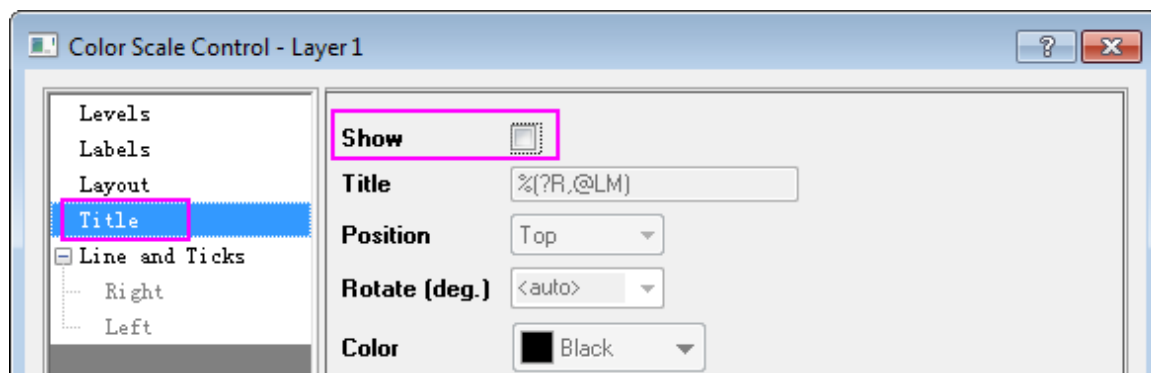 Color Scale Control - Layer 1
?
Levels
Labels
Layout
Title
Line and Ticks
Right
Left
Show
Title %(?R,@LM)
Position Top
Rotate (deg.) <auto>
Color Black